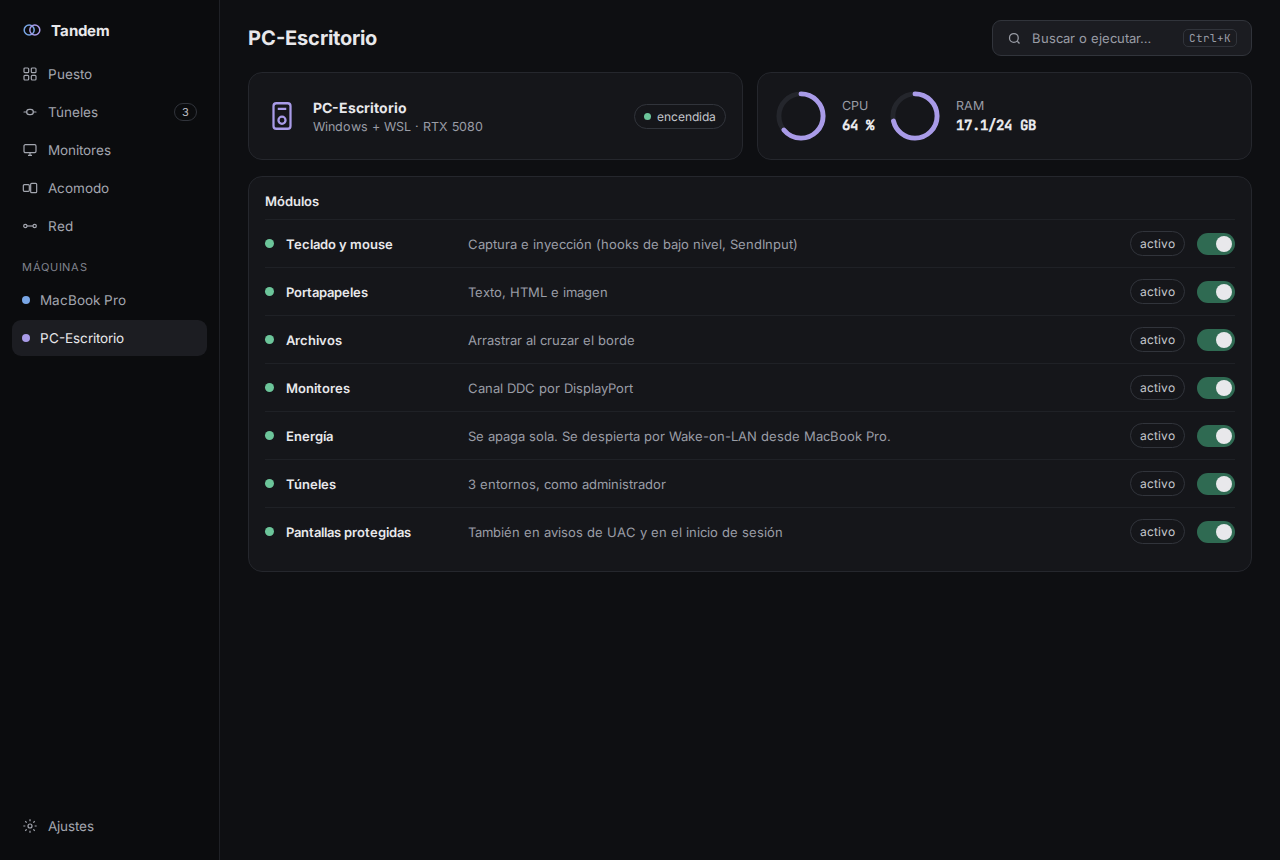 Tandem
Puesto
Túneles
3
Monitores
Acomodo
Red
MÁQUINAS
MacBook Pro
PC-Escritorio
Ajustes
PC-Escritorio
Buscar o ejecutar...
Ctrl+K
PC-Escritorio
Windows + WSL · RTX 5080
encendida
CPU
64 %
RAM
17.1/24 GB
Módulos
Teclado y mouse
Captura e inyección (hooks de bajo nivel, SendInput)
activo
Portapapeles
Texto, HTML e imagen
activo
Archivos
Arrastrar al cruzar el borde
activo
Monitores
Canal DDC por DisplayPort
activo
Energía
Se apaga sola. Se despierta por Wake-on-LAN desde MacBook Pro.
activo
Túneles
3 entornos, como administrador
activo
Pantallas protegidas
También en avisos de UAC y en el inicio de sesión
activo